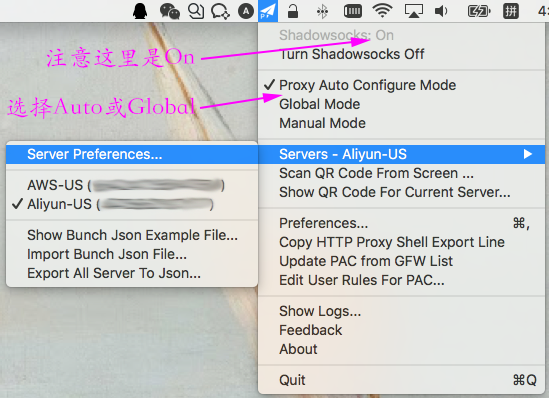 4:
Shadowsocks: On
注意这里是On
Turn Shadowsocks Off
Proxy Auto Configure Mode
选择Auto或Global
Global Mode
Manual Mode
Server Preferences...
Servers - Aliyun-US
AWS-US (
)
Aliyun-US (
)
Show Bunch Json Example File...
Import Bunch Json File...
Export All Server To Json...
Scan QR Code From Screen ...
Show QR Code For Current Server...
Preferences... ⌘,
Copy HTTP Proxy Shell Export Line
Update PAC from GFW List
Edit User Rules For PAC...
Show Logs...
Feedback
About
Quit ⌘Q